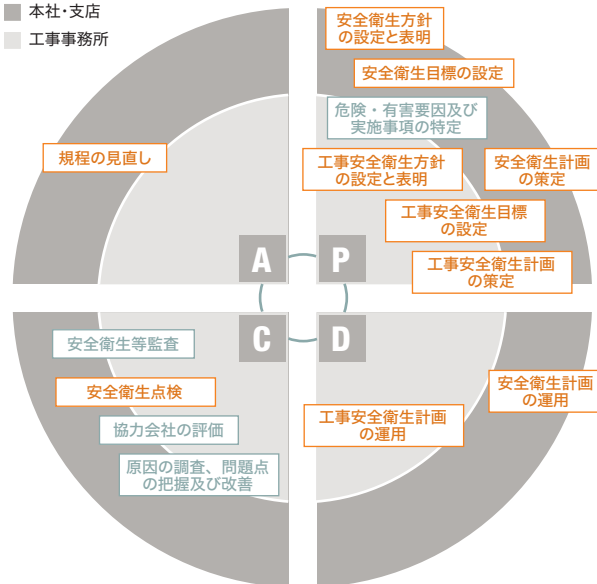 本社・支店
工事事務所
安全衛生方針
の設定と表明
安全衛生目標の設定
危険・有害要因及び
実施事項の特定
規程の見直し
工事安全衛生方針
の設定と表明
安全衛生計画
の策定
工事安全衛生目標
の設定
工事安全衛生計画
の策定
A
P
C
D
安全衛生等監査
安全衛生点検
協力会社の評価
原因の調査、問題点
の把握及び改善
工事安全衛生計画
の運用
安全衛生計画
の運用